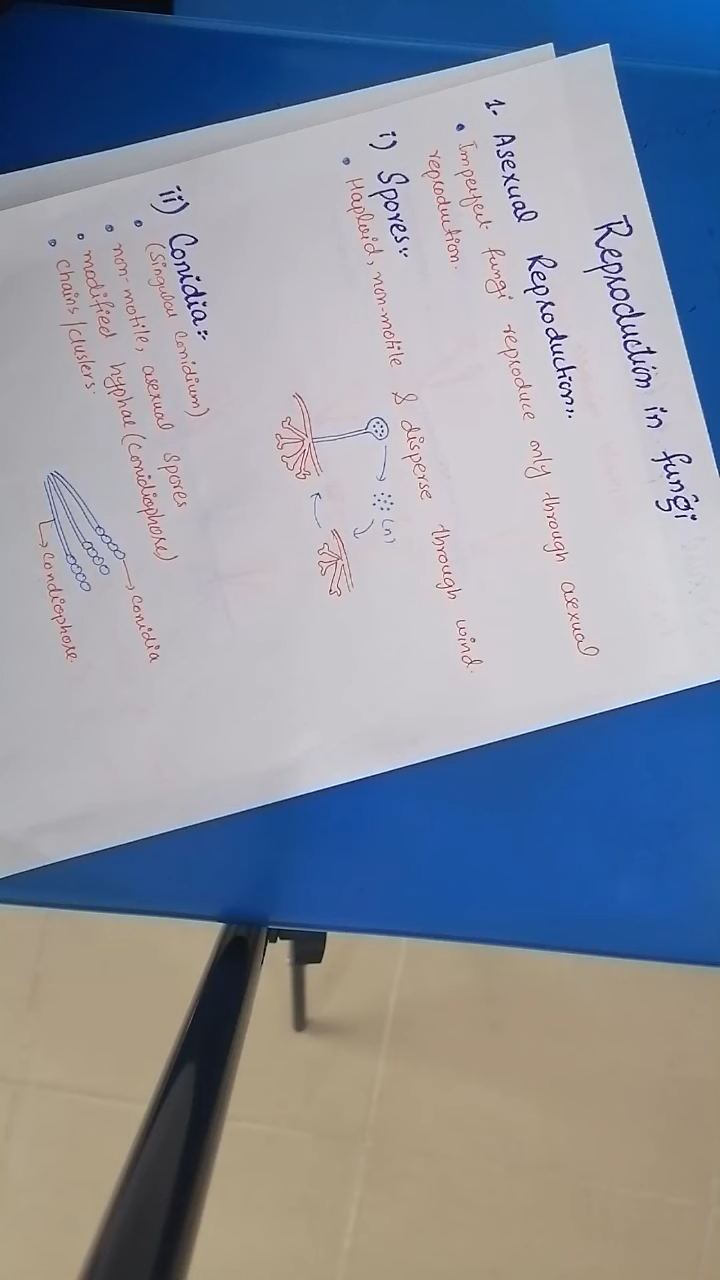 Reproduction in fungi
1- Asexual Reproduction:.
• Imperfect fungi reproduce only through asexual
reproduction.
i) Spores:.
• Haploid, non-motile & disperse through wind.
(n)
ii) Conidia:.
• (Singular conidium)
• non-motile, asexual spores
• modified hyphae (conidiophore)
• chains/clusters.
conidia
condiophore.